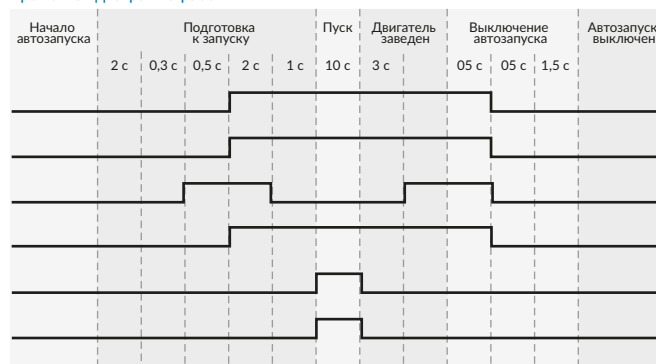 Начало
автозапуска
Подготовка
к запуску
Пуск
Двигатель
заведен
Выключение
автозапуска
Автозапуск
выключен
2 с 0,3 с 0,5 с 2 с 1 с 10 с 3 с 05 с 05 с 1,5 с